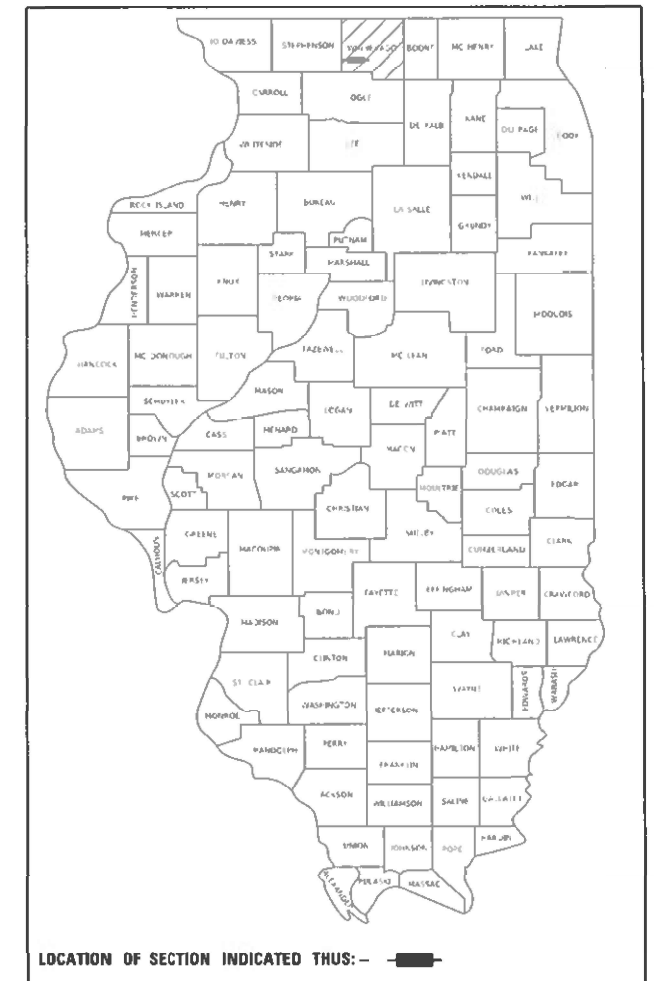 JO DAVIESS STEPHENSON WINNEBAGO BOONE MC HENRY LAKE
CARROLL OGLE
DE KALB KANE DU PAGE COOK
WHITESIDE LEE
KENDALL
ROCK ISLAND HENRY BUREAU LA SALLE WILL
MERCER GRUNDY
PUTNAM
STARK MARSHALL KANKAKEE
HENDERSON WARREN KNOX PEORIA WOODFORD LIVINGSTON IROQUOIS
HANCOCK MC DONOUGH FULTON TAZEWELL MC LEAN FORD
MASON
SCHUYLER LOGAN DE WITT CHAMPAIGN VERMILION
ADAMS BROWN CASS MENARD PIATT
MACON
MORGAN SANGAMON DOUGLAS EDGAR
PIKE SCOTT MOULTRIE
CHRISTIAN COLES
CALHOUN GREENE MACOUPIN MONTGOMERY SHELBY CUMBERLAND CLARK
JERSEY
FAYETTE EFFINGHAM JASPER CRAWFORD
MADISON BOND
CLAY RICHLAND LAWRENCE
CLINTON MARION
ST. CLAIR WAYNE EDWARDS WABASH
MONROE WASHINGTON JEFFERSON
RANDOLPH PERRY HAMILTON WHITE
FRANKLIN
JACKSON WILLIAMSON SALINE GALLATIN
UNION JOHNSON POPE HARDIN
ALEXANDER PULASKI MASSAC
LOCATION OF SECTION INDICATED THUS: –